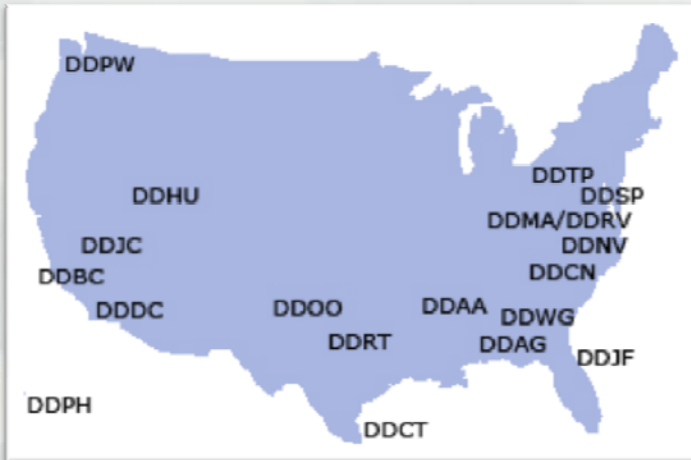 DDPW
DDTP
DDHU
DDSP
DDMA/DDRV
DDJC
DDNV
DDBC
DDCN
DDDC
DDOO
DDAA
DDWG
DDRT
DDAG
DDJF
DDPH
DDCT